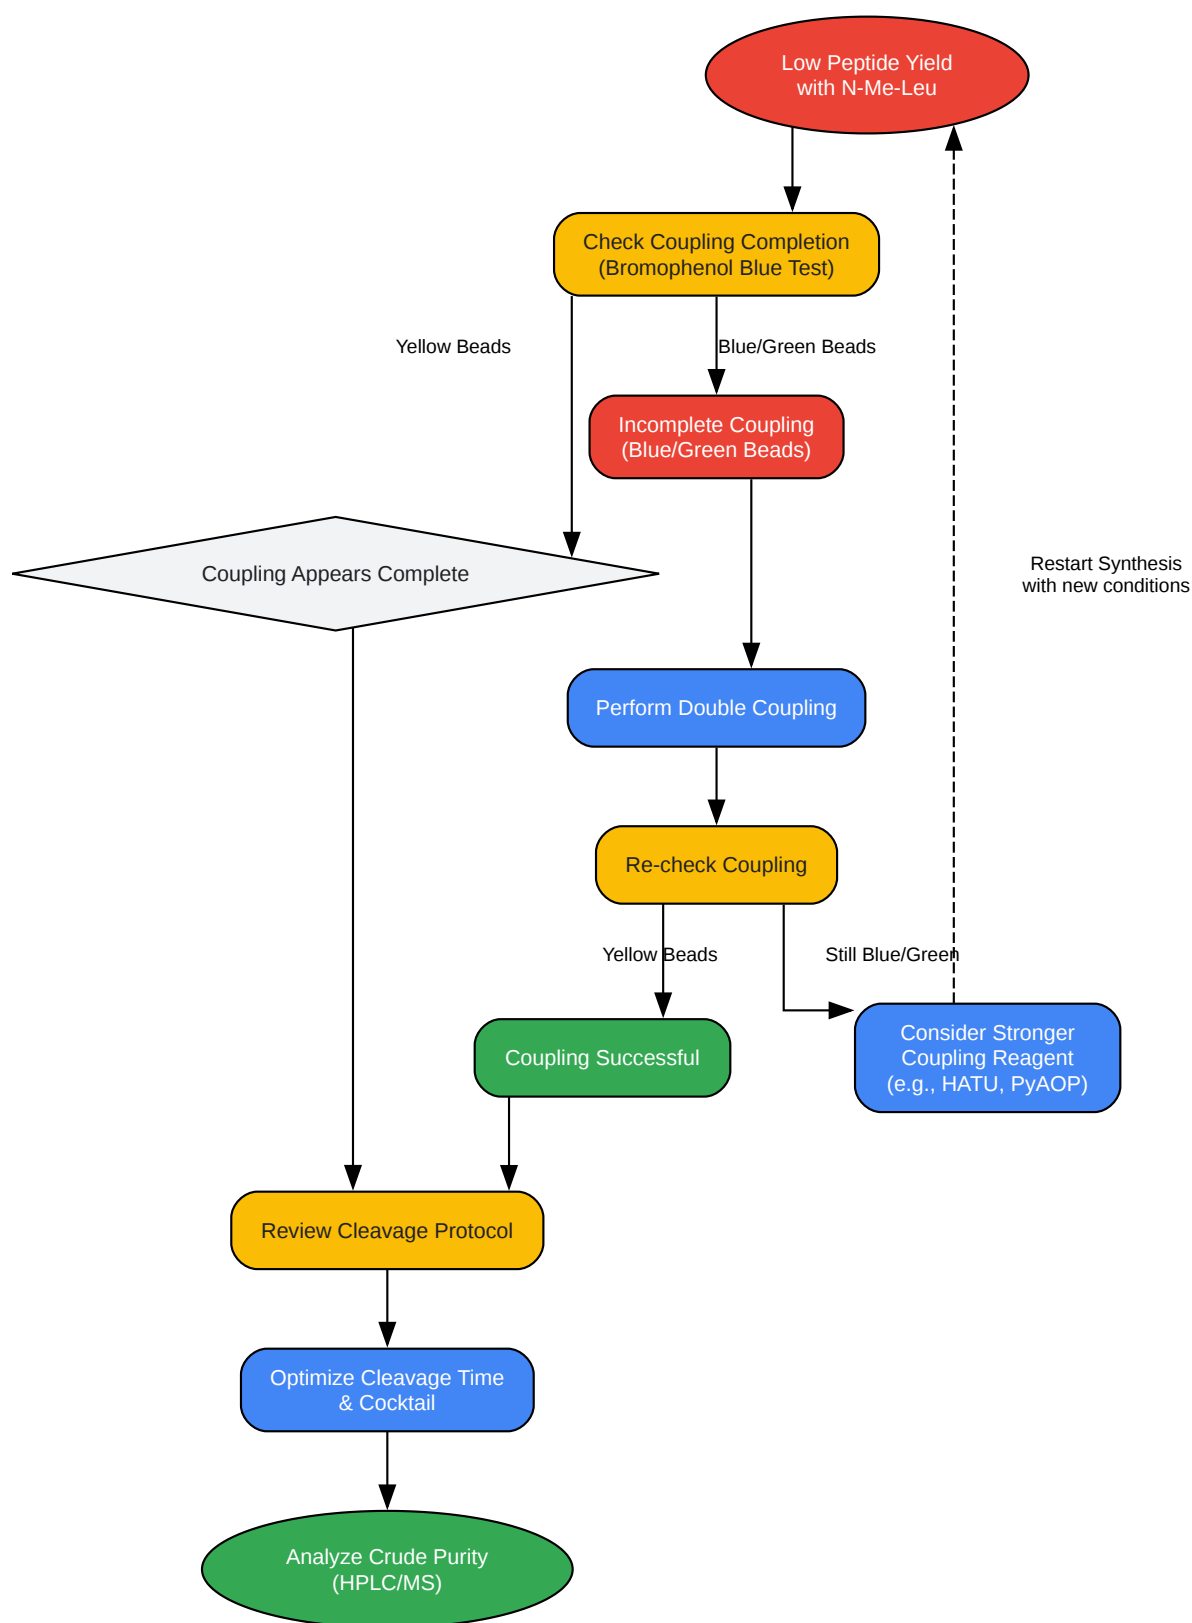 Low Peptide Yield
with N-Me-Leu
Check Coupling Completion
(Bromophenol Blue Test)
Yellow Beads
Blue/Green Beads
Incomplete Coupling
(Blue/Green Beads)
Coupling Appears Complete
Restart Synthesis
with new conditions
Perform Double Coupling
Re-check Coupling
Yellow Beads
Still Blue/Green
Coupling Successful
Consider Stronger
Coupling Reagent
(e.g., HATU, PyAOP)
Review Cleavage Protocol
Optimize Cleavage Time
& Cocktail
Analyze Crude Purity
(HPLC/MS)